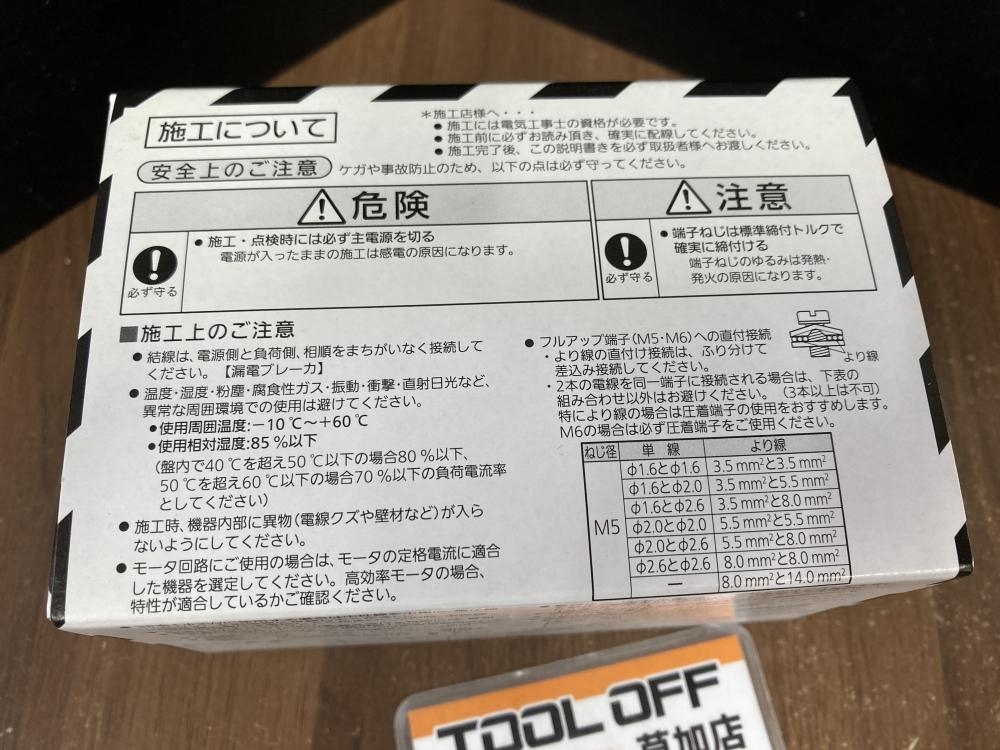 施工について
*施工店様へ・・・
● 施工には電気工事士の資格が必要です。
● 施工前に必ずお読み頂き、確実に配線してください。
● 施工完了後、この説明書きを必ず取扱者様へお渡しください。
安全上のご注意 ケガや事故防止のため、以下の点は必ず守ってください。
危険
必ず守る
● 施工・点検時には必ず主電源を切る
電源が入ったままの施工は感電の原因になります。
注意
必ず守る
● 端子ねじは標準締付トルクで
確実に締付ける
端子ねじのゆるみは発熱・
発火の原因になります。
■施工上のご注意
● 結線は、電源側と負荷側、相順をまちがいなく接続して
ください。【漏電ブレーカ】
● 温度・湿度・粉塵・腐食性ガス・振動・衝撃・直射日光など、
異常な周囲環境での使用は避けてください。
●使用周囲温度:−10℃〜+60℃
●使用相対湿度:85%以下
(盤内で40℃を超え50℃以下の場合80%以下、
50℃を超え60℃以下の場合70%以下の負荷電流率
としてください)
● 施工時、機器内部に異物(電線クズや壁材など)が入ら
ないようにしてください。
● モータ回路にご使用の場合は、モータの定格電流に適合
した機器を選定してください。高効率モータの場合、
特性が適合しているかご確認ください。
● フルアップ端子(M5・M6)への直付接続
・より線の直付け接続は、ふり分けて
差込み接続してください。
より線
・2本の電線を同一端子に接続される場合は、下表の
組み合わせ以外はお避けください。(3本以上は不可)
特により線の場合は圧着端子の使用をおすすめします。
M6の場合は必ず圧着端子をご使用ください。
ねじ径 単線 より線
M5
φ1.6とφ1.6 3.5mm²と3.5mm²
φ1.6とφ2.0 3.5mm²と5.5mm²
φ1.6とφ2.6 3.5mm²と8.0mm²
φ2.0とφ2.0 5.5mm²と5.5mm²
φ2.0とφ2.6 5.5mm²と8.0mm²
φ2.6とφ2.6 8.0mm²と8.0mm²
— 8.0mm²と14.0mm²
TOOL OFF
草加店